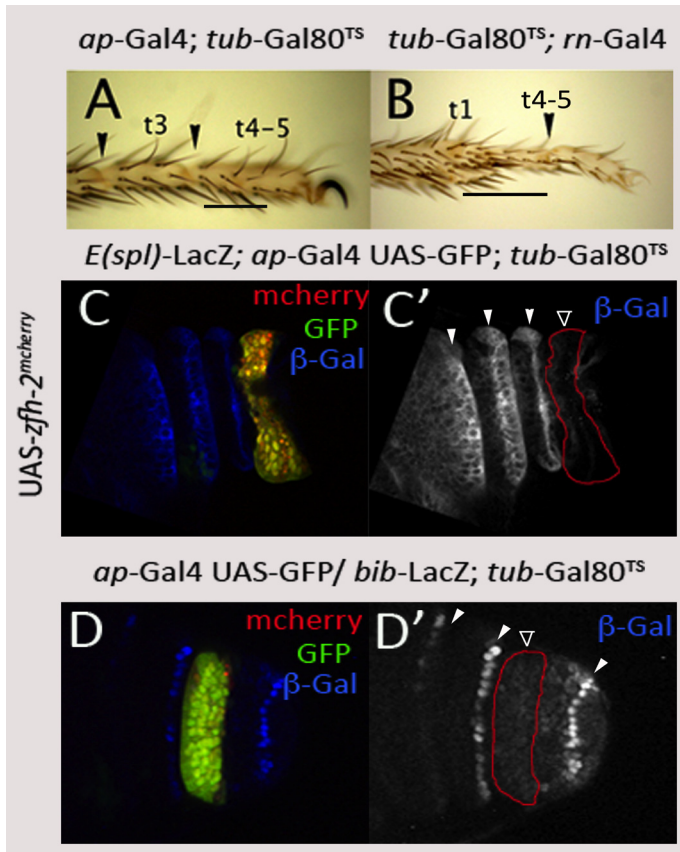 ap-Gal4; tub-Gal80TS tub-Gal80TS; rn-Gal4
A t3 t4-5
B t1 t4-5
E(spl)-LacZ; ap-Gal4 UAS-GFP; tub-Gal80TS
C mcherry
GFP
β-Gal
C' β-Gal
UAS-zfh-2mcherry
ap-Gal4 UAS-GFP/ bib-LacZ; tub-Gal80TS
D mcherry
GFP
β-Gal
D' β-Gal